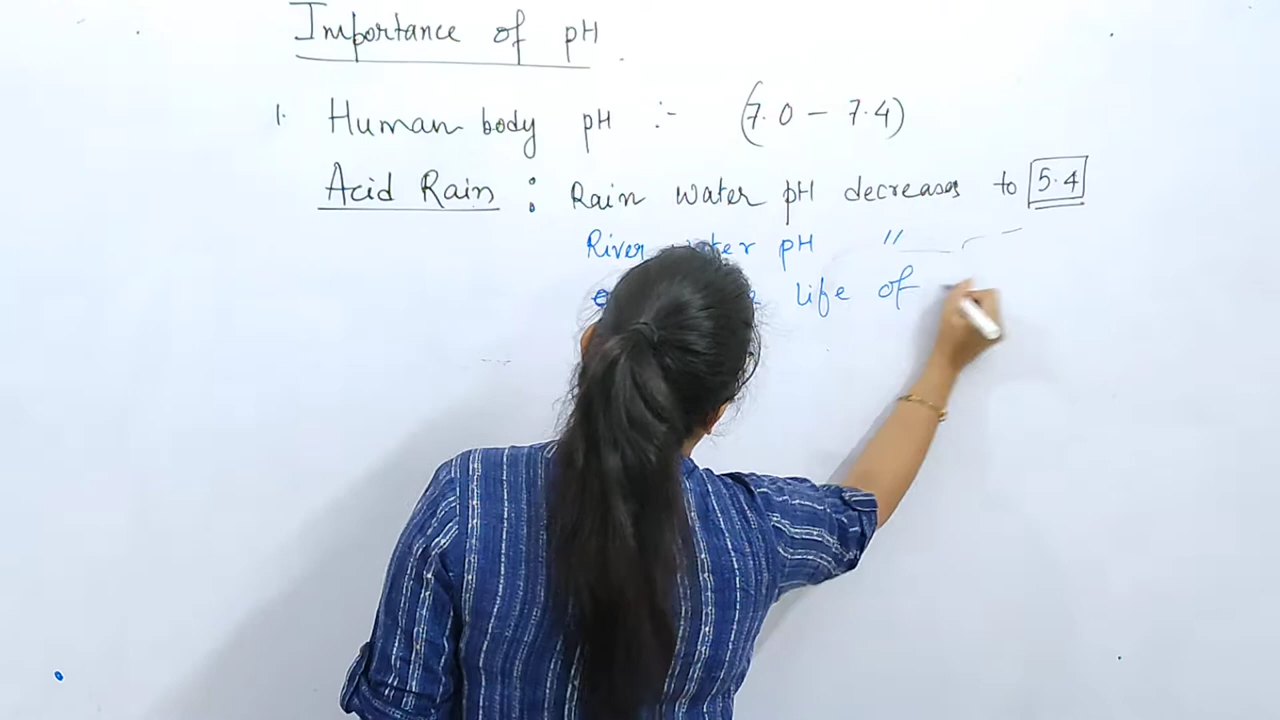 Importance of pH
1. Human body pH :- (7.0 - 7.4)
Acid Rain : Rain water pH decreases to 5.4
River water pH "
life of